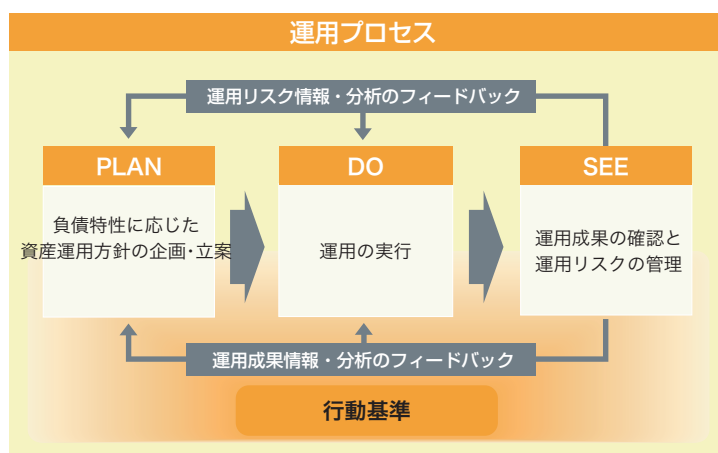 運用プロセス
運用リスク情報・分析のフィードバック
PLAN
負債特性に応じた
資産運用方針の企画・立案
DO
運用の実行
SEE
運用成果の確認と
運用リスクの管理
運用成果情報・分析のフィードバック
行動基準